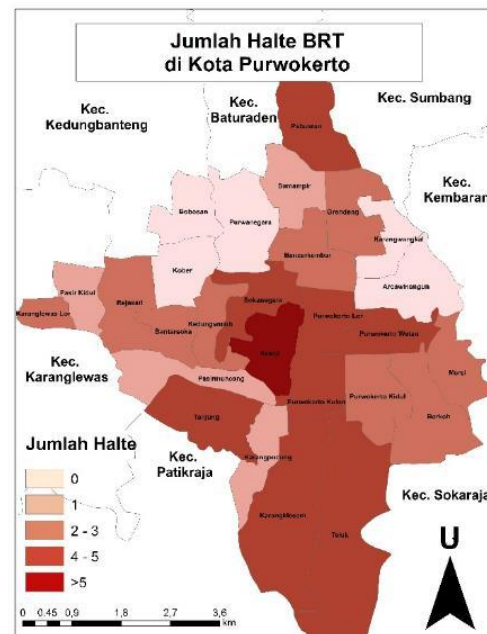 Jumlah Halte BRT
di Kota Purwokerto
Kec. Sumbang
Kec.
Kedungbanteng
Kec.
Baturaden
Kec.
Kembaran
Pabuaran
Sumampir
Grendeng
Bobosan
Purwanegara
Karangwangkal
Bancarkembar
Kober
Arcawinangun
Pasir Kidul
Rejasari
Sokanegara
Karanglewas Lor
Purwokerto Lor
Kedungwuluh
Bantarsoka
Purwokerto Wetan
Mersi
Kec.
Karanglewas
Pasirmuncang
Purwokerto Kidul
Purwokerto Kulon
Berkoh
Tanjung
Kec.
Patikraja
Karangpucung
Kec. Sokaraja
Karangklesem
Teluk
Jumlah Halte
0
1
2 - 3
4 - 5
>5
U
0 0.45 0,9 1,8 2,7 3,6
km